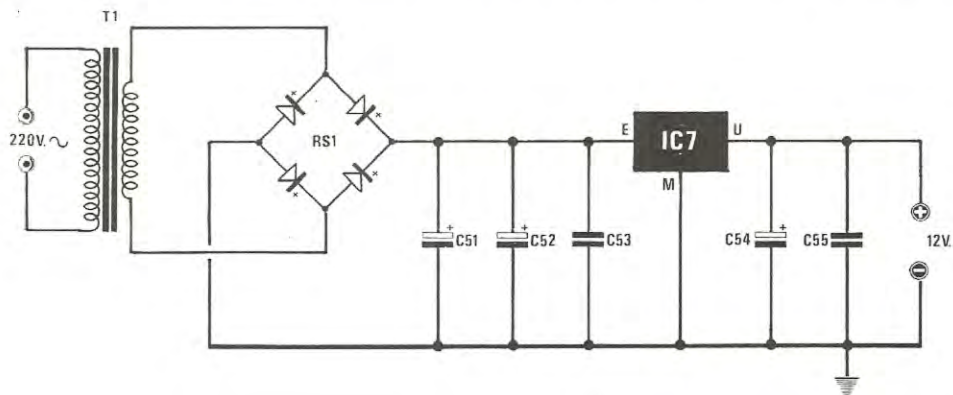 T1
220V.
RS1
E
IC7
U
M
C51
C52
C53
C54
C55
12V.
+
+
+